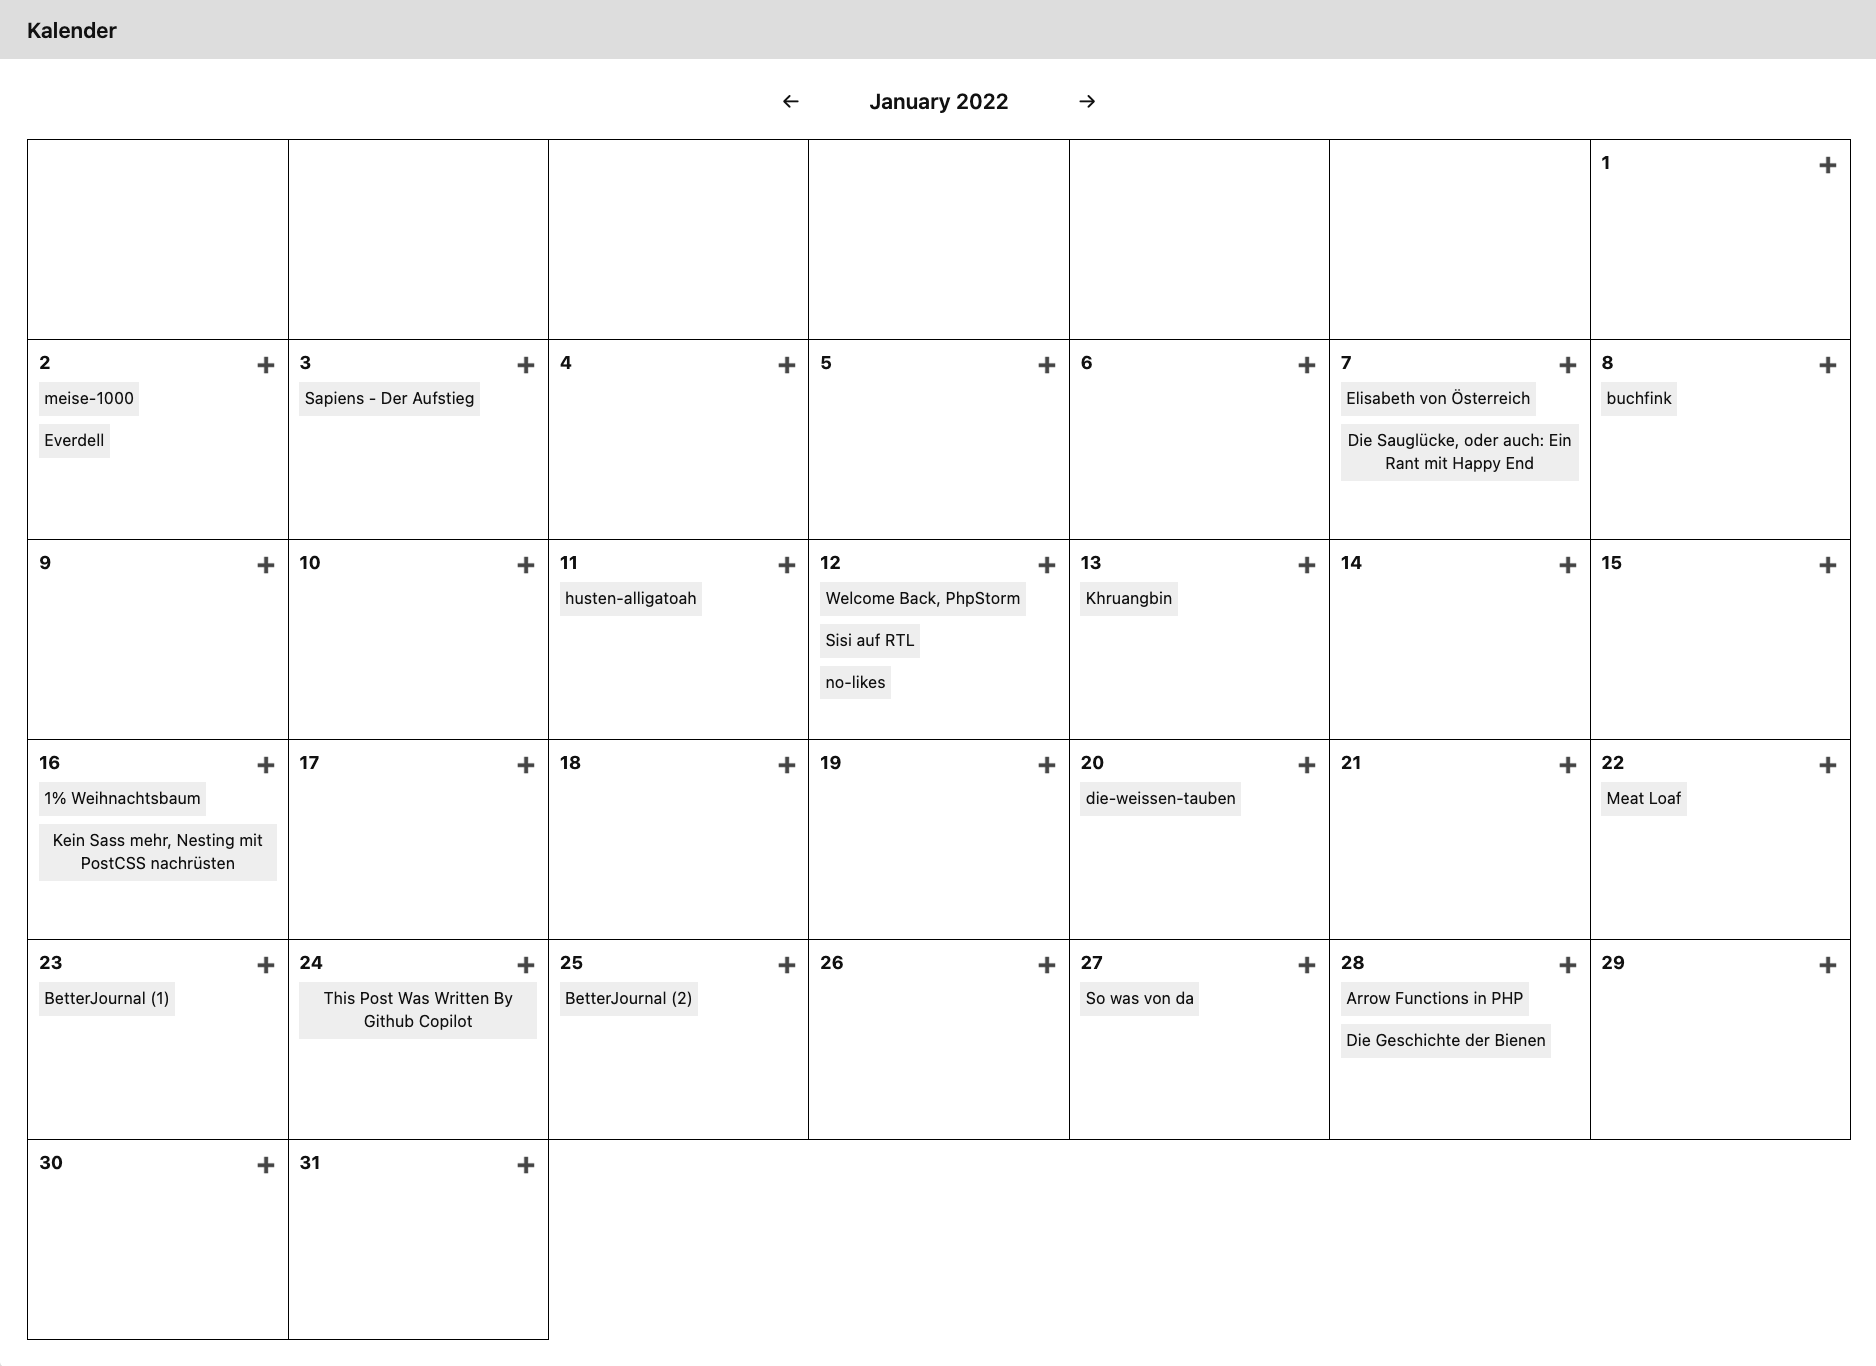 Kalender
← January 2022 →
1
2
meise-1000
Everdell
3
Sapiens - Der Aufstieg
4
5
6
7
Elisabeth von Österreich
Die Sauglücke, oder auch: Ein
Rant mit Happy End
8
buchfink
9
10
11
husten-alligatoah
12
Welcome Back, PhpStorm
Sisi auf RTL
no-likes
13
Khruangbin
14
15
16
1% Weihnachtsbaum
Kein Sass mehr, Nesting mit
PostCSS nachrüsten
17
18
19
20
die-weissen-tauben
21
22
Meat Loaf
23
BetterJournal (1)
24
This Post Was Written By
Github Copilot
25
BetterJournal (2)
26
27
So was von da
28
Arrow Functions in PHP
Die Geschichte der Bienen
29
30
31